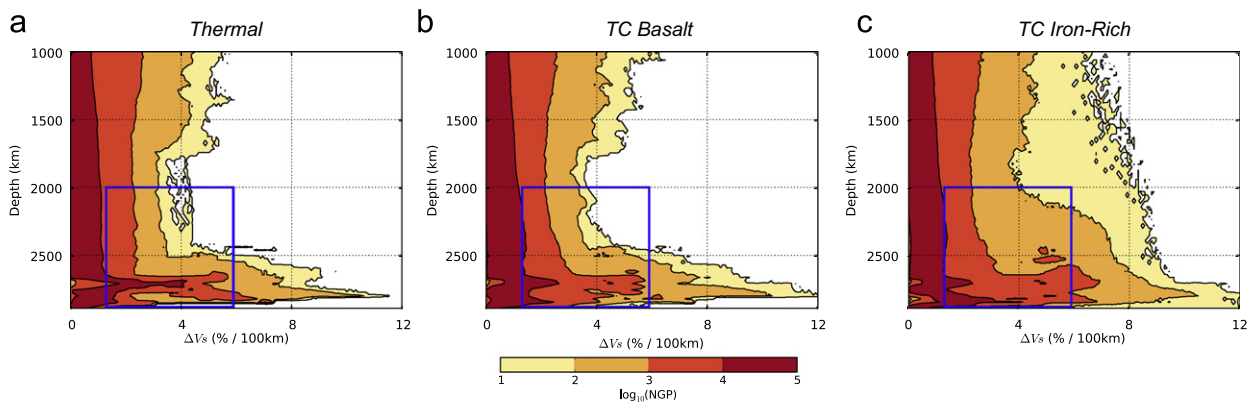 a
Thermal
b
TC Basalt
c
TC Iron-Rich
1000
1500
2000
2500
Depth (km)
0 4 8 12
ΔVs (% / 100km)
1000
1500
2000
2500
Depth (km)
0 4 8 12
ΔVs (% / 100km)
1000
1500
2000
2500
Depth (km)
0 4 8 12
ΔVs (% / 100km)
1 2 3 4 5
log₁₀(NGP)